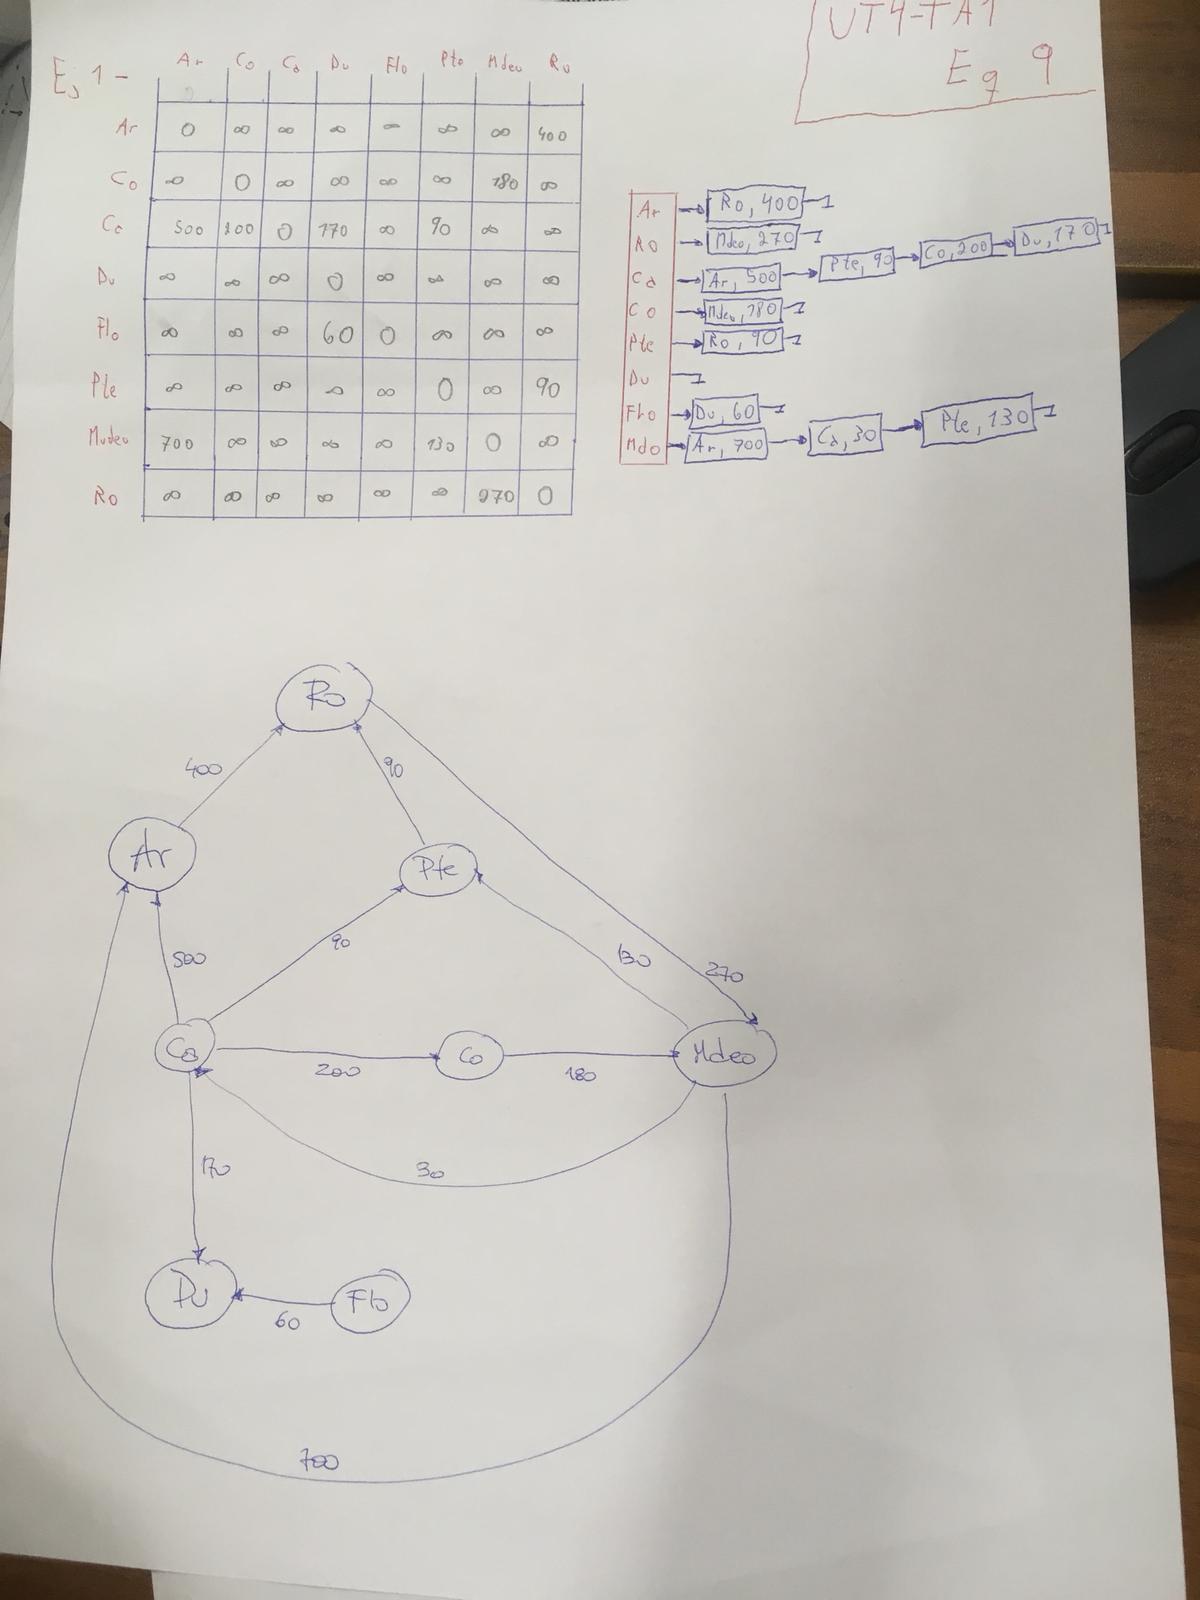 UT4-TA1
Eq 9
Ej 1-
Ar Co Ca Du Flo Pte Mdeo Ro
Ar 0 ∞ ∞ ∞ ∞ ∞ ∞ 400
Co ∞ 0 ∞ ∞ ∞ ∞ 180 ∞
Ca 500 200 0 170 ∞ 90 ∞ ∞
Du ∞ ∞ ∞ 0 ∞ ∞ ∞ ∞
Flo ∞ ∞ ∞ 60 0 ∞ ∞ ∞
Pte ∞ ∞ ∞ ∞ ∞ 0 ∞ 90
Mvdeo 700 ∞ ∞ ∞ ∞ 130 0 ∞
Ro ∞ ∞ ∞ ∞ ∞ ∞ 270 0
Ar Ro, 400
Ro Mdeo, 270
Ca Ar, 500 Pte, 90 Co, 200 Du, 170
Co Mdeo, 180
Pte Ro, 90
Du
Flo Du, 60
Mdo Ar, 700 Ca, 30 Pte, 130
Ro
400
90
Ar
Pte
500
90
130
270
Ca
Co
Mdeo
200
180
170
30
Du
Flo
60
700